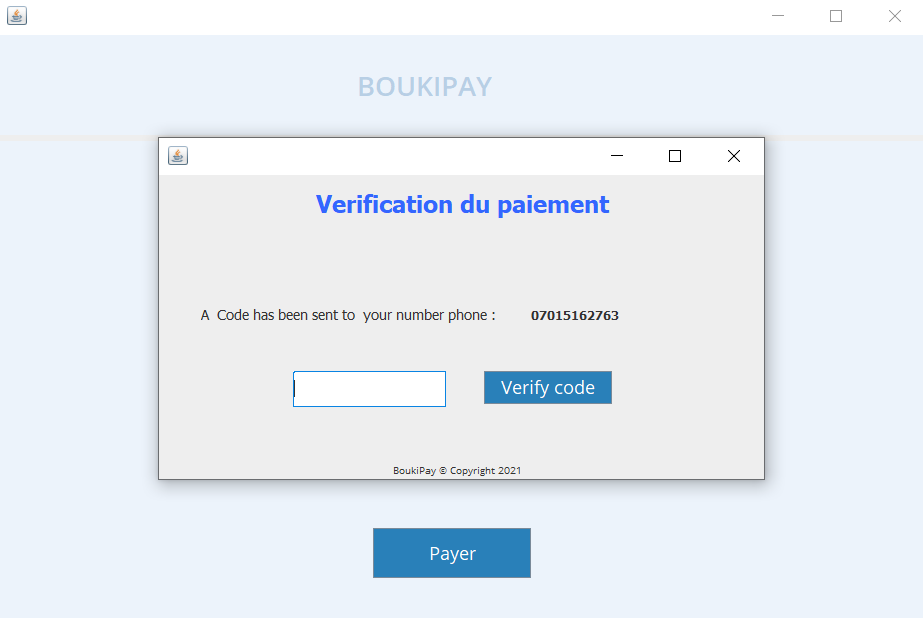 BOUKIPAY
Verification du paiement
A Code has been sent to your number phone : 07015162763
Verify code
BoukiPay © Copyright 2021
Payer